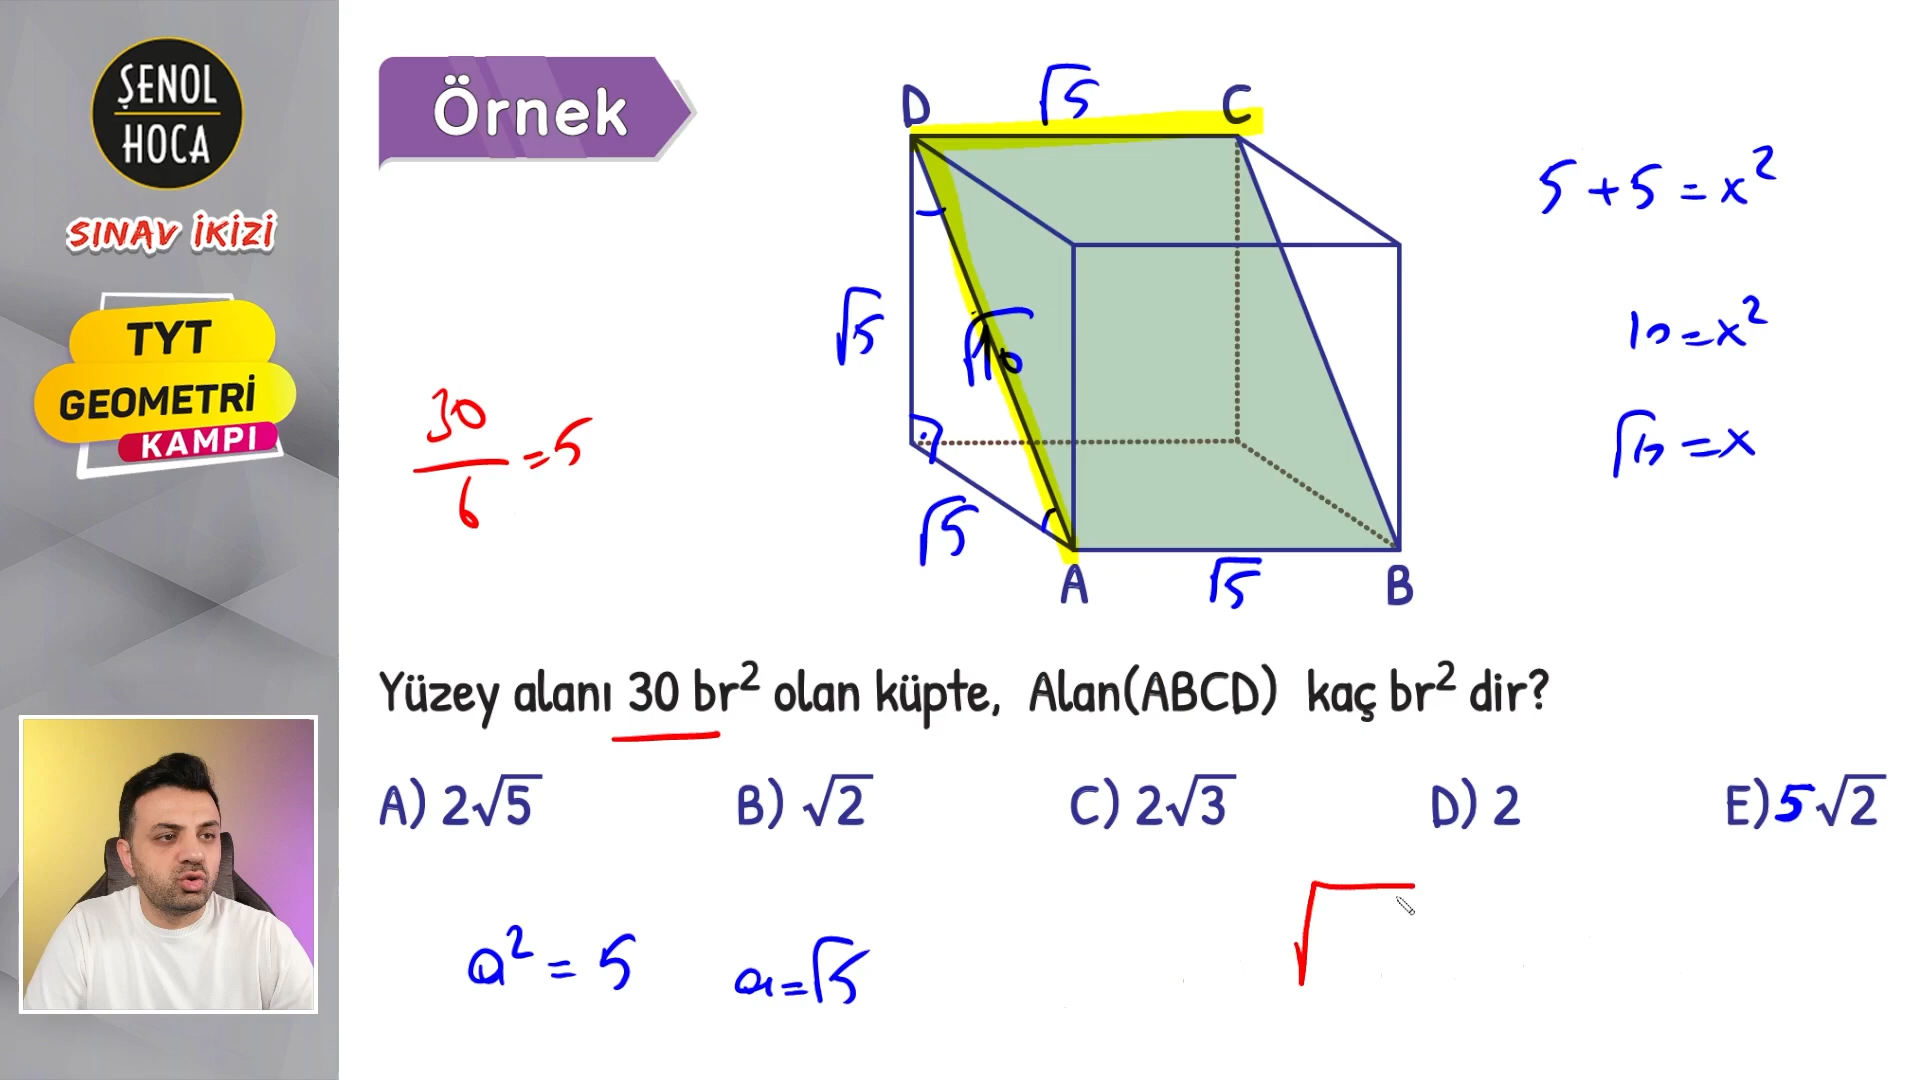 ŞENOL
HOCA
SINAV İKİZİ
TYT
GEOMETRİ
KAMPI
Örnek
D
√5
C
5 + 5 = x²
√5
√10
10 = x²
30/6 = 5
√10 = x
√5
A
√5
B
Yüzey alanı 30 br² olan küpte, Alan(ABCD) kaç br² dir?
A) 2√5
B) √2
C) 2√3
D) 2
E) 5√2
a² = 5
a = √5
√